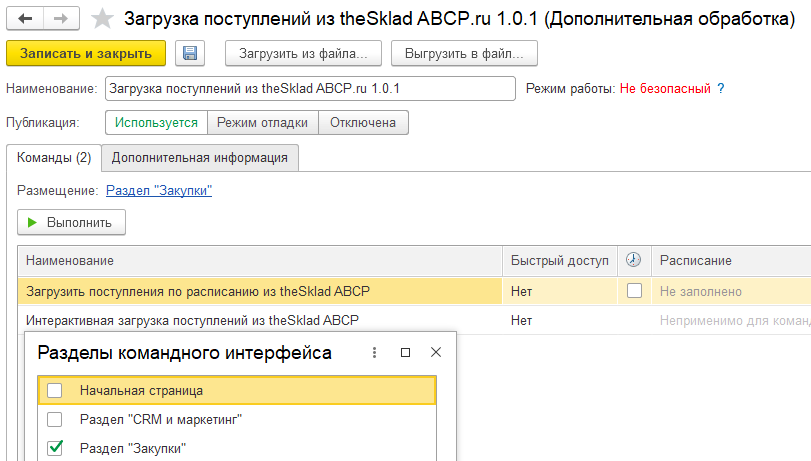 Загрузка поступлений из theSklad ABCP.ru 1.0.1 (Дополнительная обработка)
Записать и закрыть Загрузить из файла... Выгрузить в файл...
Наименование: Загрузка поступлений из theSklad ABCP.ru 1.0.1 Режим работы: Не безопасный ?
Публикация: Используется Режим отладки Отключена
Команды (2) Дополнительная информация
Размещение: Раздел "Закупки"
Выполнить
Наименование Быстрый доступ Расписание
Загрузить поступления по расписанию из theSklad ABCP Нет Не заполнено
Интерактивная загрузка поступлений из theSklad ABCP Нет Неприменимо для коман
Разделы командного интерфейса
Начальная страница
Раздел "CRM и маркетинг"
Раздел "Закупки"